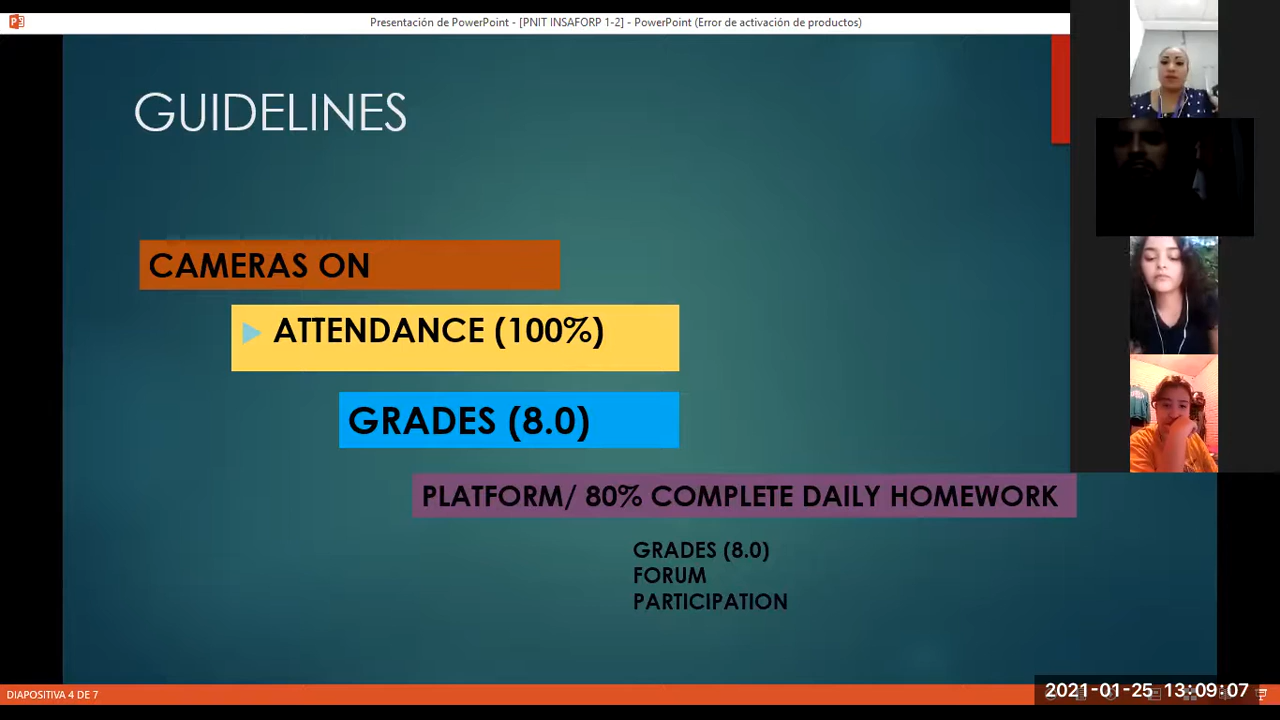 Presentación de PowerPoint - [PNIT INSAFORP 1-2] - PowerPoint (Error de activación de productos)
GUIDELINES
CAMERAS ON
ATTENDANCE (100%)
GRADES (8.0)
PLATFORM/ 80% COMPLETE DAILY HOMEWORK
GRADES (8.0)
FORUM
PARTICIPATION
DIAPOSITIVA 4 DE 7
2021-01-25 13:09:07